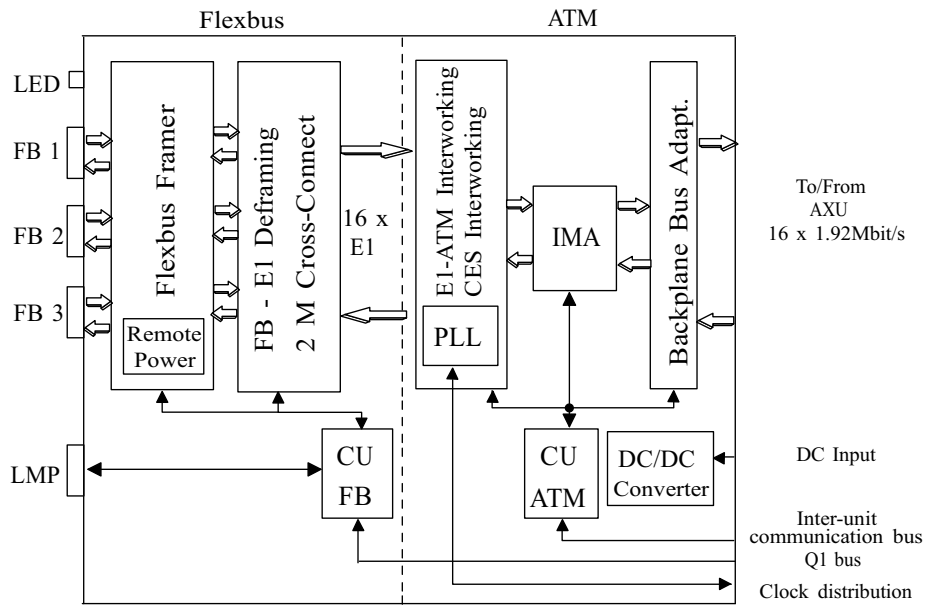 Flexbus
ATM
LED
FB 1
FB 2
FB 3
LMP
Flexbus Framer
Remote
Power
FB - E1 Deframing
2 M Cross-Connect
16 x
E1
E1-ATM Interworking
CES Interworking
PLL
IMA
Backplane Bus Adapt.
To/From
AXU
16 x 1.92Mbit/s
CU
FB
CU
ATM
DC/DC
Converter
DC Input
Inter-unit
communication bus
Q1 bus
Clock distribution